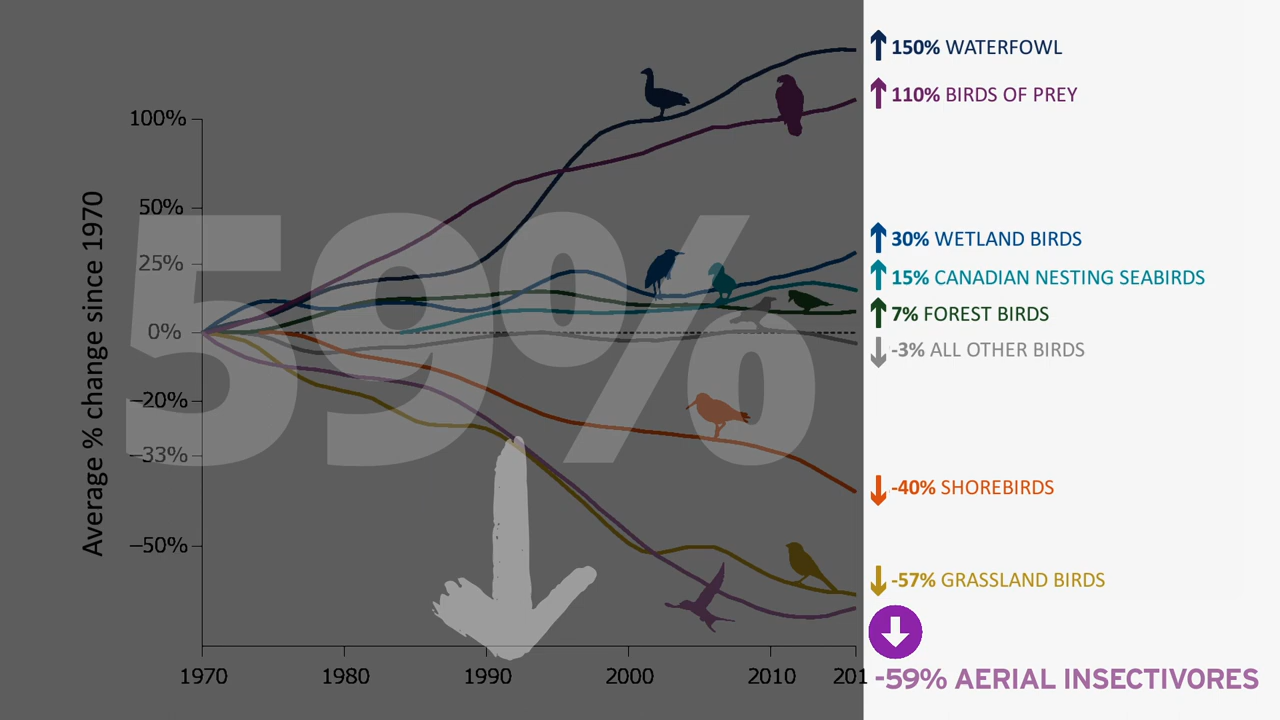 150% WATERFOWL
110% BIRDS OF PREY
100%
50%
25%
0%
–20%
–33%
–50%
Average % change since 1970
59%
30% WETLAND BIRDS
15% CANADIAN NESTING SEABIRDS
7% FOREST BIRDS
-3% ALL OTHER BIRDS
-40% SHOREBIRDS
-57% GRASSLAND BIRDS
1970 1980 1990 2000 2010 201
-59% AERIAL INSECTIVORES